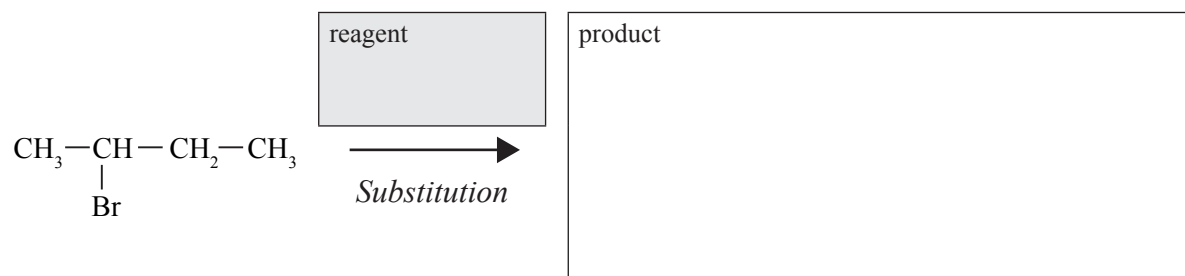 reagent
product
CH₃—CH—CH₂—CH₃
Br
Substitution